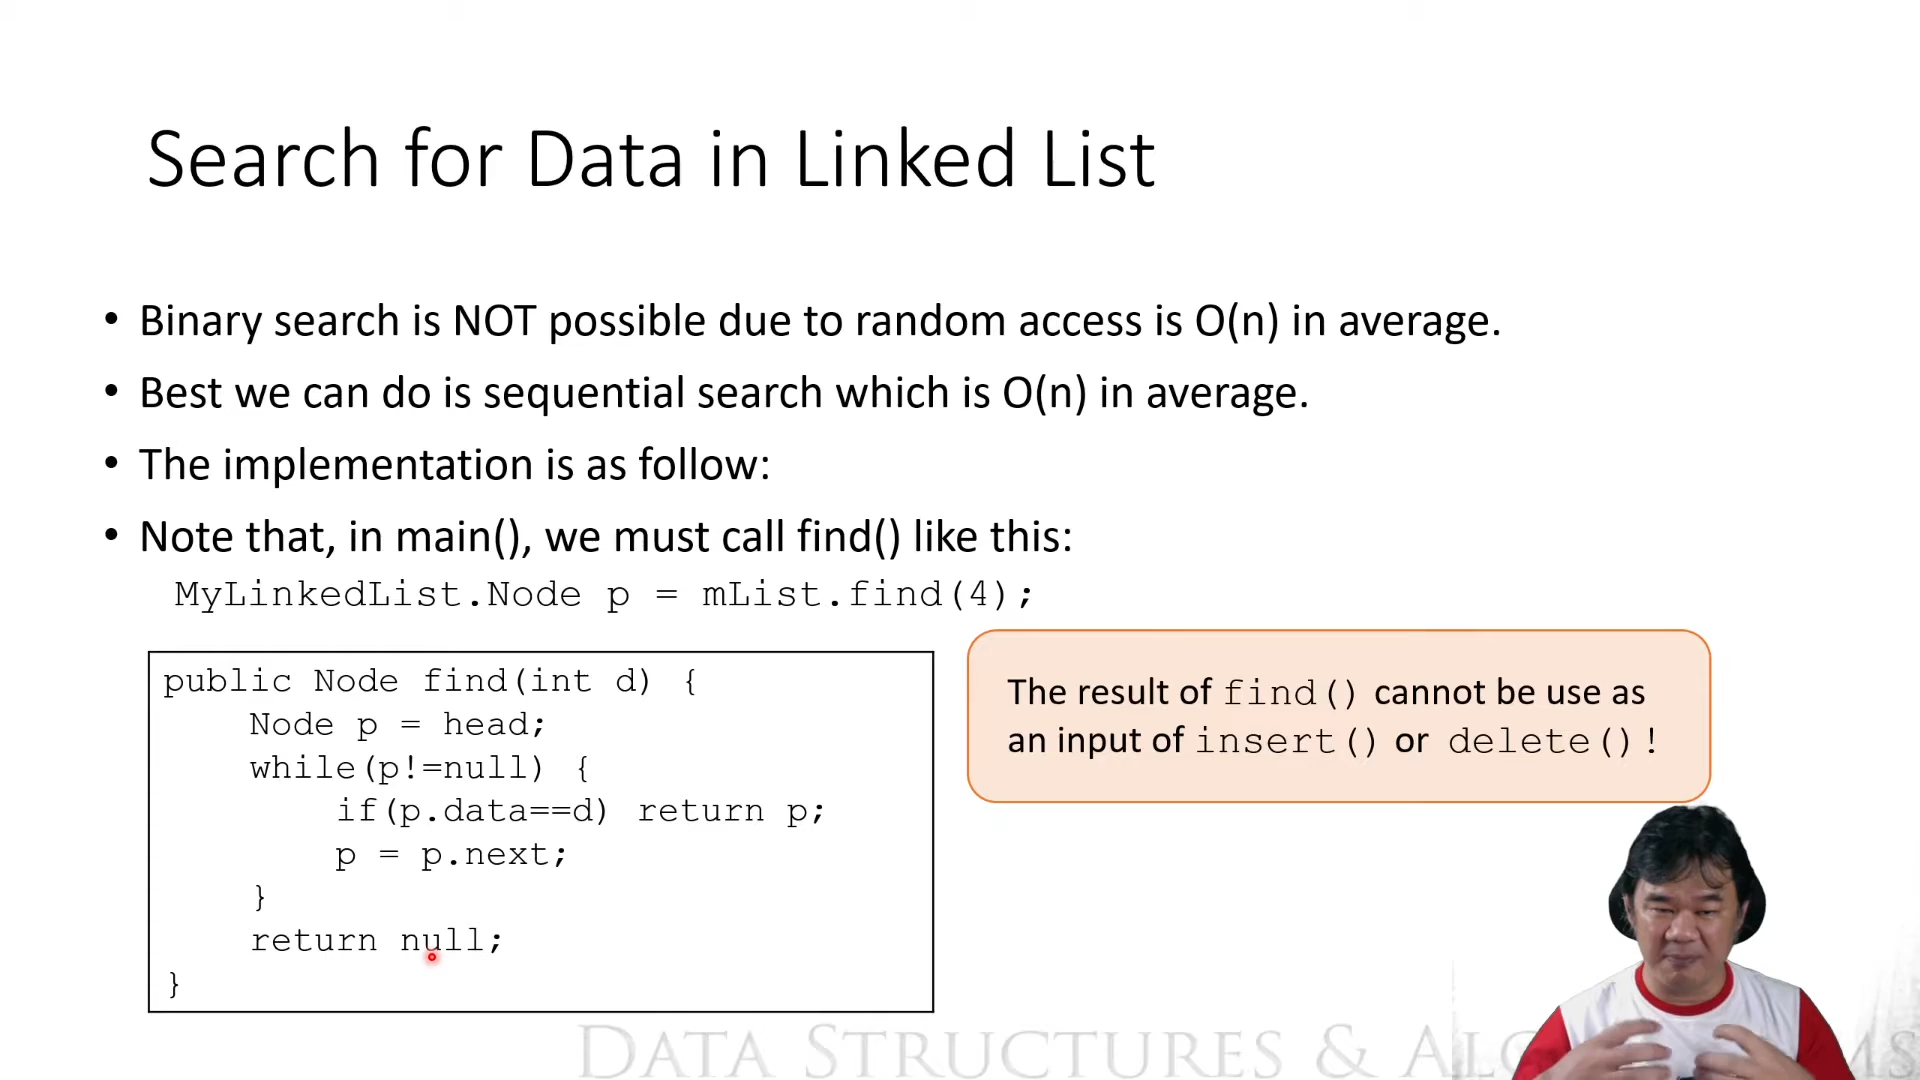 Search for Data in Linked List
• Binary search is NOT possible due to random access is O(n) in average.
• Best we can do is sequential search which is O(n) in average.
• The implementation is as follow:
• Note that, in main(), we must call find() like this:
MyLinkedList.Node p = mList.find(4);
public Node find(int d) {
    Node p = head;
    while(p!=null) {
        if(p.data==d) return p;
        p = p.next;
    }
    return null;
}
The result of find() cannot be use as
an input of insert() or delete()!
DATA STRUCTURES &